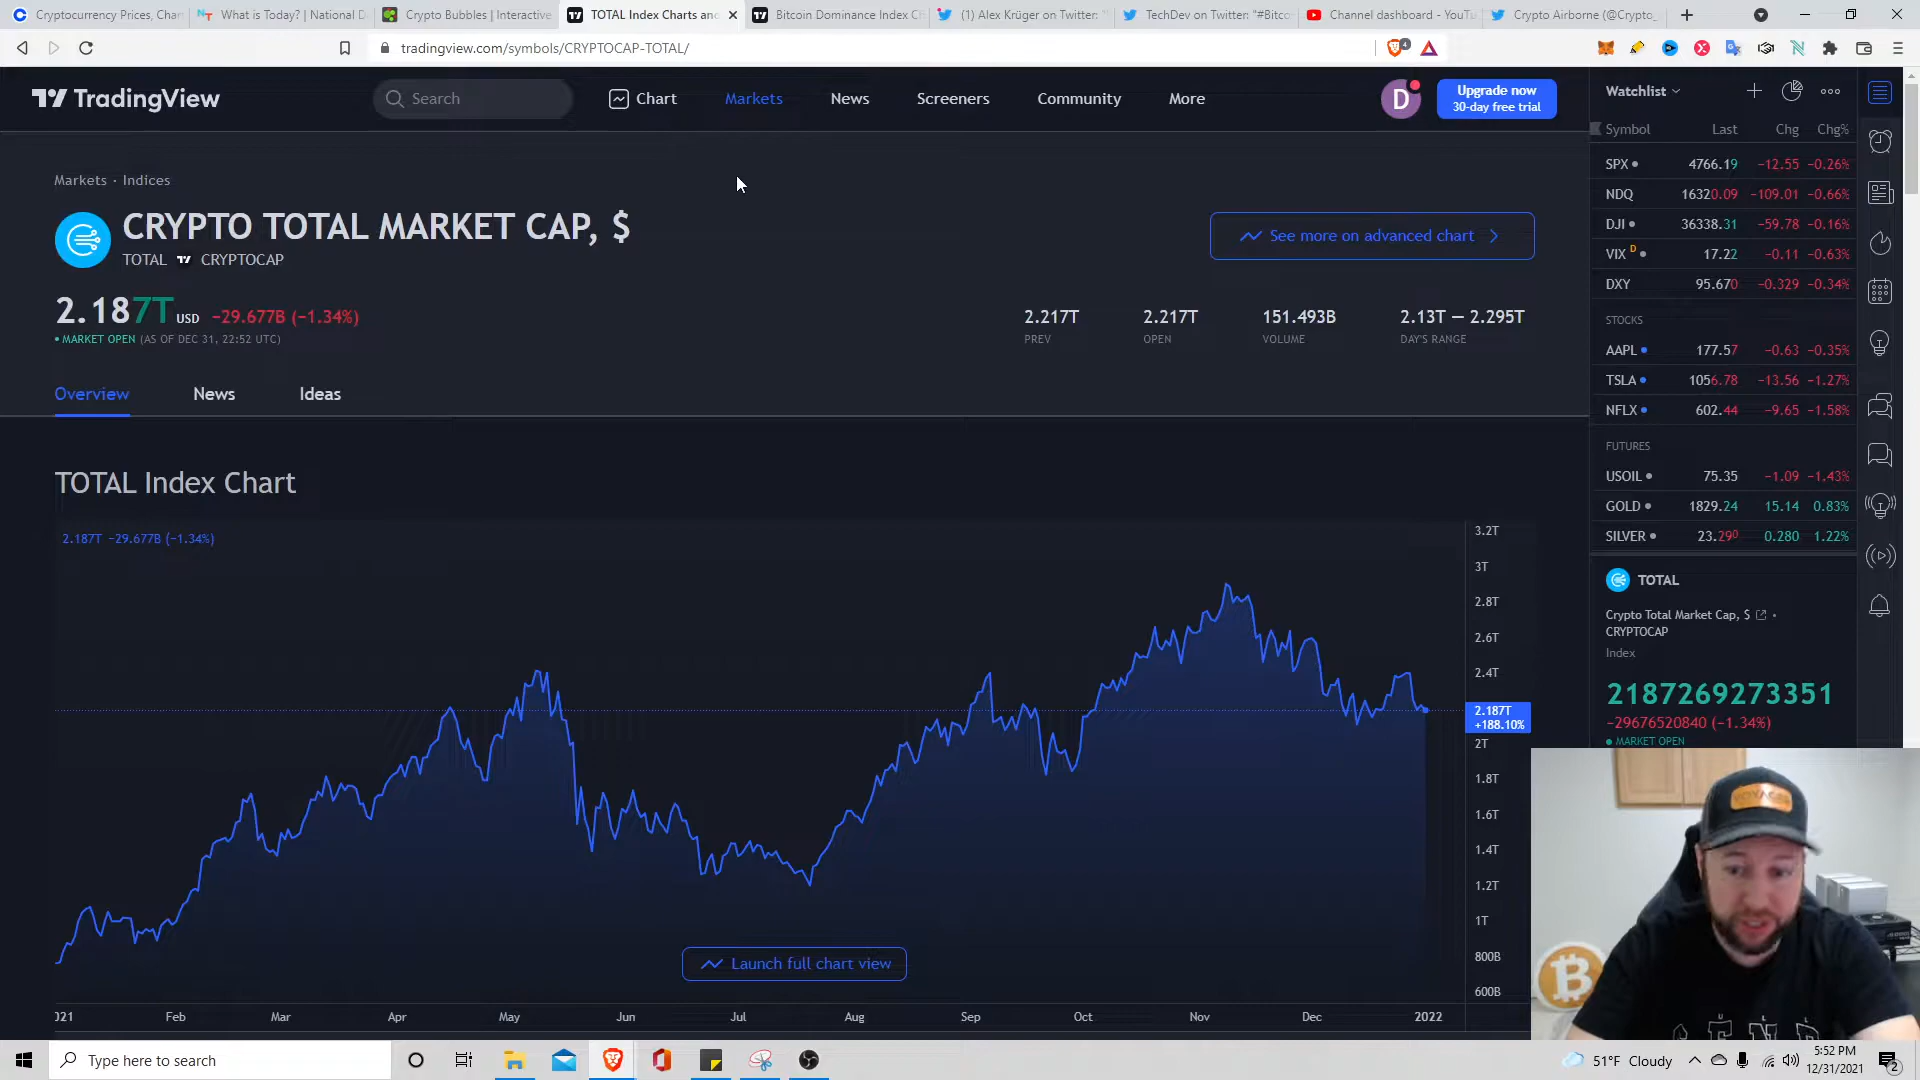 Cryptocurrency Prices, Char
What is Today? | National D
Crypto Bubbles | Interactive
TOTAL Index Charts and
Bitcoin Dominance Index Ch
(1) Alex Krüger on Twitter: "
TechDev on Twitter: "#Bitco
Channel dashboard - YouTu
Crypto Airborne (@Crypto_
tradingview.com/symbols/CRYPTOCAP-TOTAL/
4
TradingView
Search
Chart
Markets
News
Screeners
Community
More
D
Upgrade now
30-day free trial
Markets · Indices
CRYPTO TOTAL MARKET CAP, $
TOTAL CRYPTOCAP
See more on advanced chart
2.187T USD −29.677B (−1.34%)
MARKET OPEN (AS OF DEC 31, 22:52 UTC)
2.217T
PREV
2.217T
OPEN
151.493B
VOLUME
2.13T — 2.295T
DAY'S RANGE
Overview
News
Ideas
TOTAL Index Chart
2.187T −29.677B (−1.34%)
3.2T
3T
2.8T
2.6T
2.4T
2.187T
+188.10%
2T
1.8T
1.6T
1.4T
1.2T
1T
800B
600B
Launch full chart view
2021 Feb Mar Apr May Jun Jul Aug Sep Oct Nov Dec 2022
Watchlist
Symbol Last Chg Chg%
SPX 4766.19 −12.55 −0.26%
NDQ 16320.09 −109.01 −0.66%
DJI 36338.31 −59.78 −0.16%
VIX D 17.22 −0.11 −0.63%
DXY 95.670 −0.329 −0.34%
STOCKS
AAPL 177.57 −0.63 −0.35%
TSLA 1056.78 −13.56 −1.27%
NFLX 602.44 −9.65 −1.58%
FUTURES
USOIL 75.35 −1.09 −1.43%
GOLD 1829.24 15.14 0.83%
SILVER 23.290 0.280 1.22%
TOTAL
Crypto Total Market Cap, $
CRYPTOCAP
Index
2187269273351
−29676520840 (−1.34%)
MARKET OPEN
Type here to search
51°F Cloudy
5:52 PM
12/31/2021
2